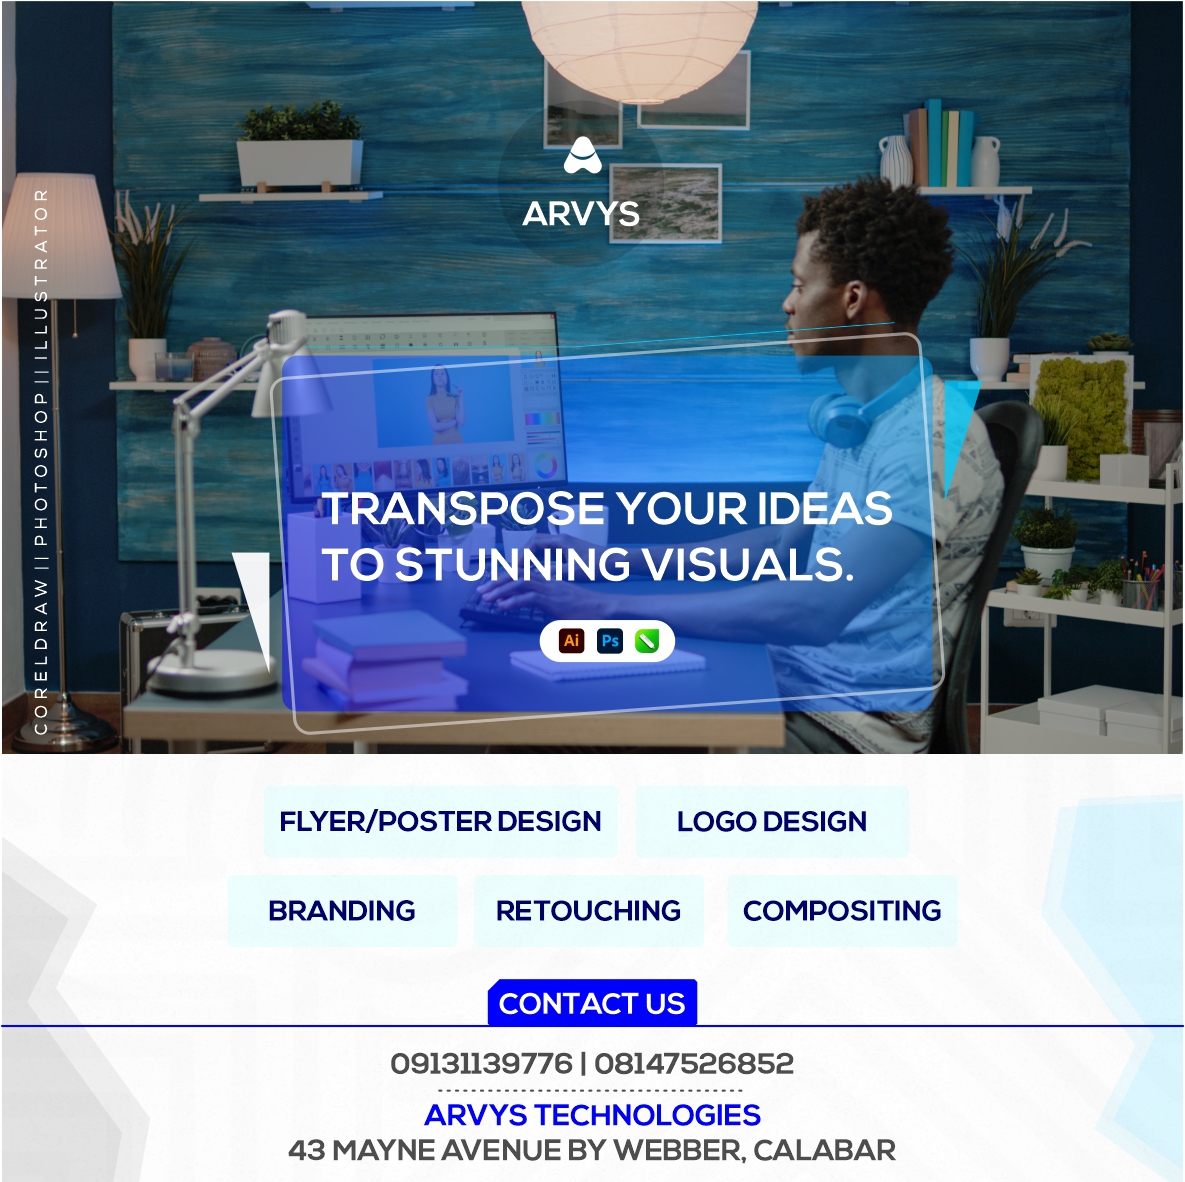 ARVYS
CORELDRAW||PHOTOSHOP||ILLUSTRATOR
TRANSPOSE YOUR IDEAS
TO STUNNING VISUALS.
Ai Ps
FLYER/POSTER DESIGN
LOGO DESIGN
BRANDING
RETOUCHING
COMPOSITING
CONTACT US
09131139776 | 08147526852
ARVYS TECHNOLOGIES
43 MAYNE AVENUE BY WEBBER, CALABAR